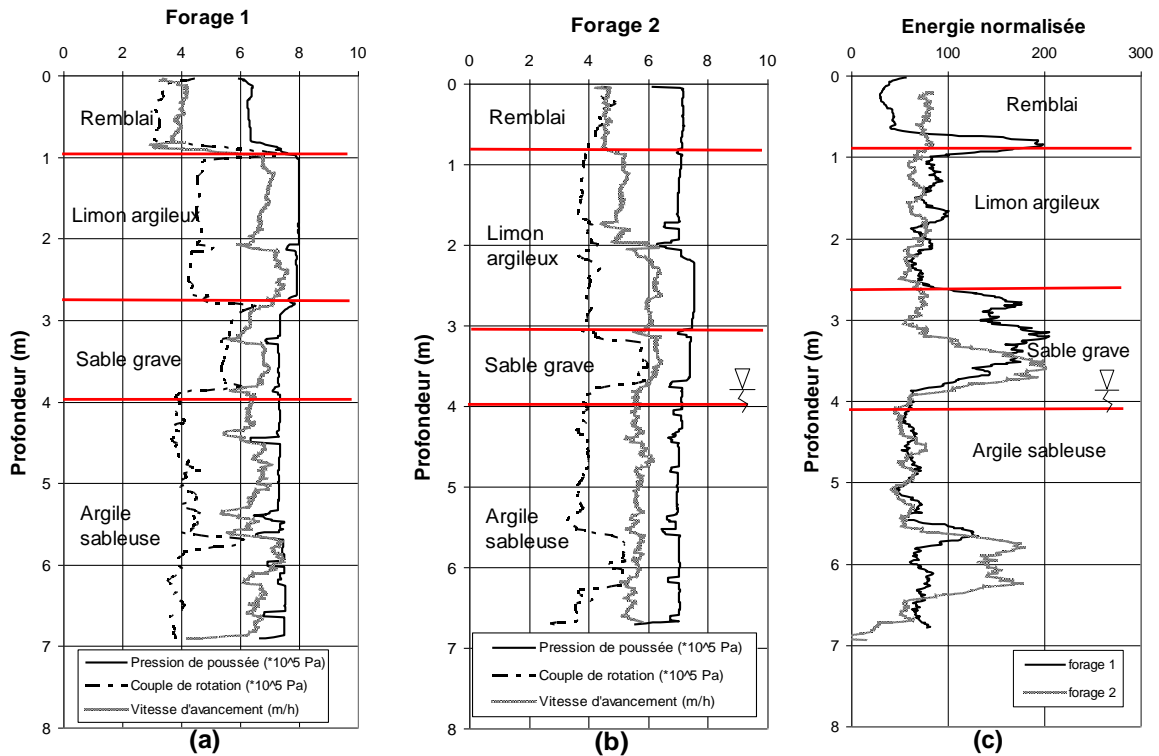 Forage 1
0 2 4 6 8 10
0
1
2
3
4
5
6
7
8
Profondeur (m)
Remblai
Limon argileux
Sable grave
Argile
sableuse
Pression de poussée (*10^5 Pa)
Couple de rotation (*10^5 Pa)
Vitesse d'avancement (m/h)
(a)
Forage 2
0 2 4 6 8 10
0
1
2
3
4
5
6
7
8
Profondeur (m)
Remblai
Limon
argileux
Sable grave
Argile
sableuse
Pression de poussée (*10^5 Pa)
Couple de rotation (*10^5 Pa)
Vitesse d'avancement (m/h)
(b)
Energie normalisée
0 100 200 300
0
1
2
3
4
5
6
7
8
Profondeur (m)
Remblai
Limon argileux
Sable grave
Argile sableuse
forage 1
forage 2
(c)